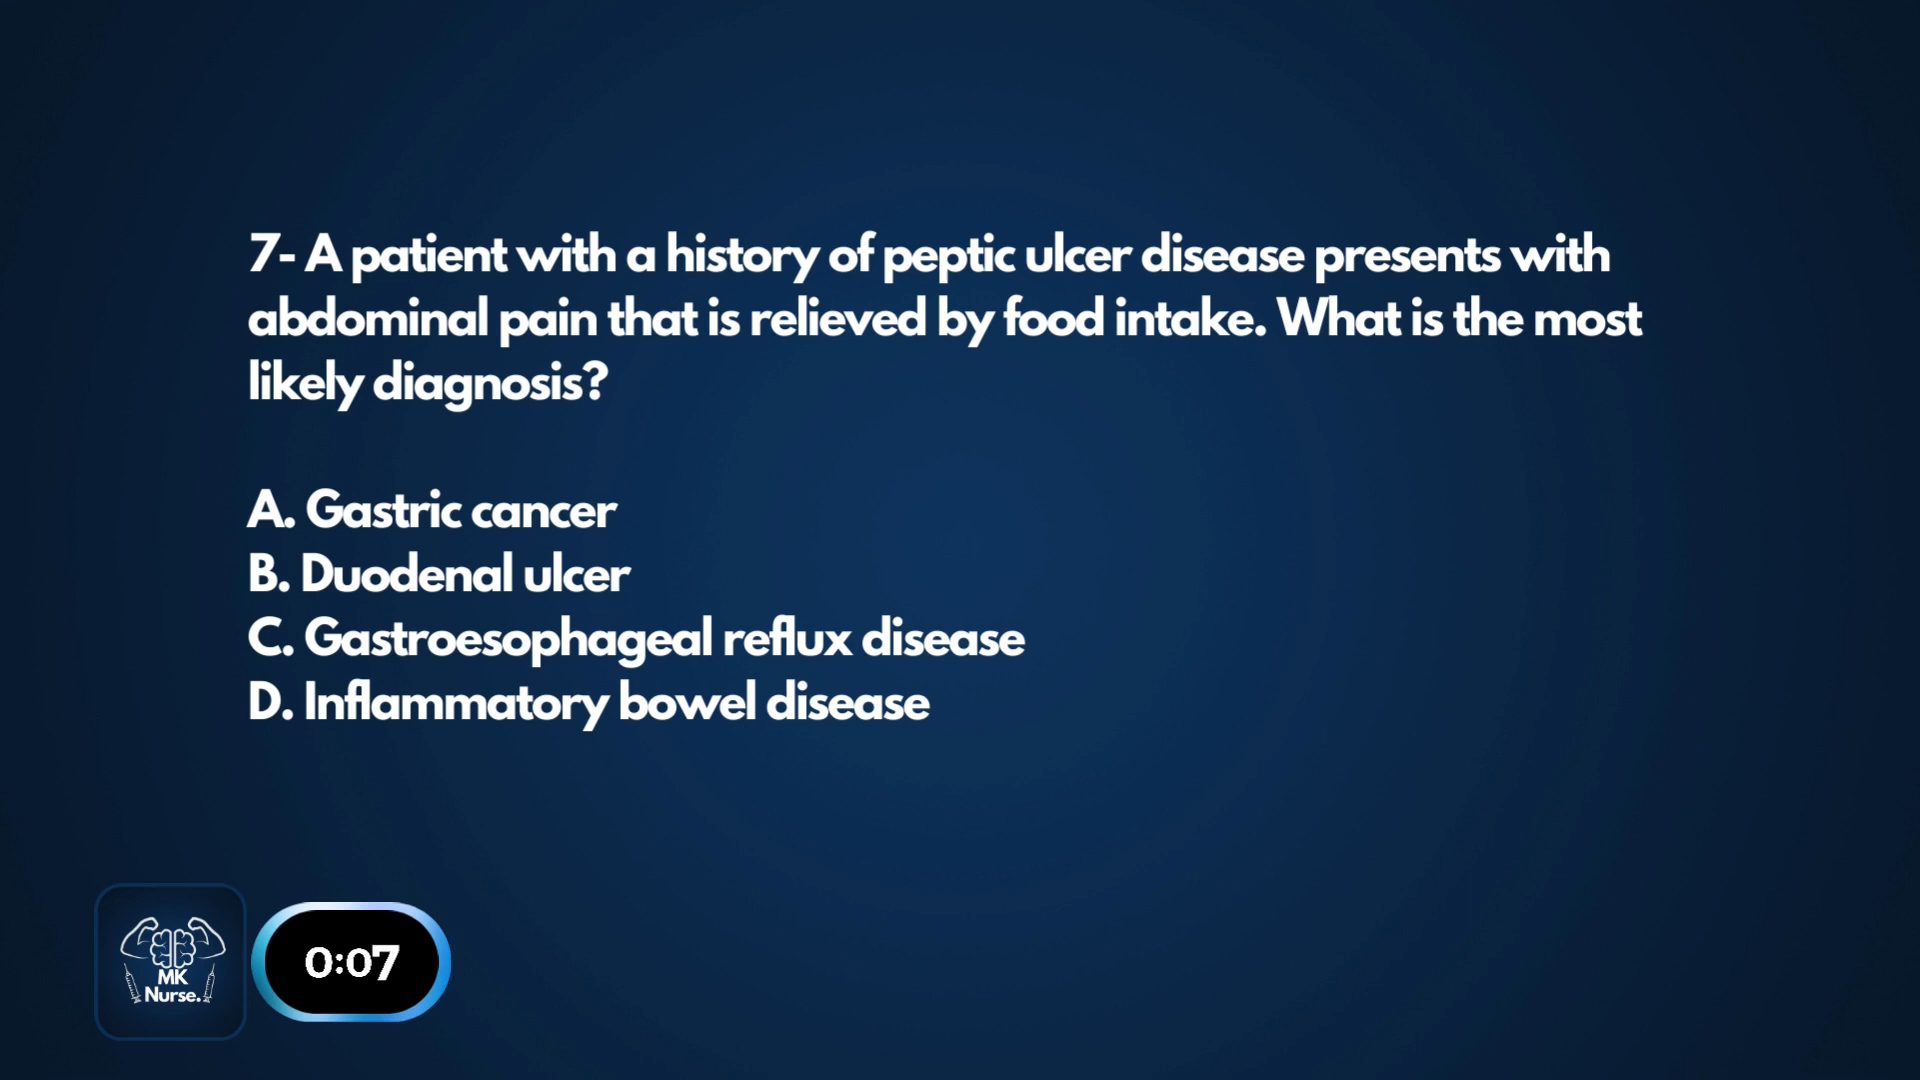 7- A patient with a history of peptic ulcer disease presents with
abdominal pain that is relieved by food intake. What is the most
likely diagnosis?
A. Gastric cancer
B. Duodenal ulcer
C. Gastroesophageal reflux disease
D. Inflammatory bowel disease
MK
Nurse.
0:07